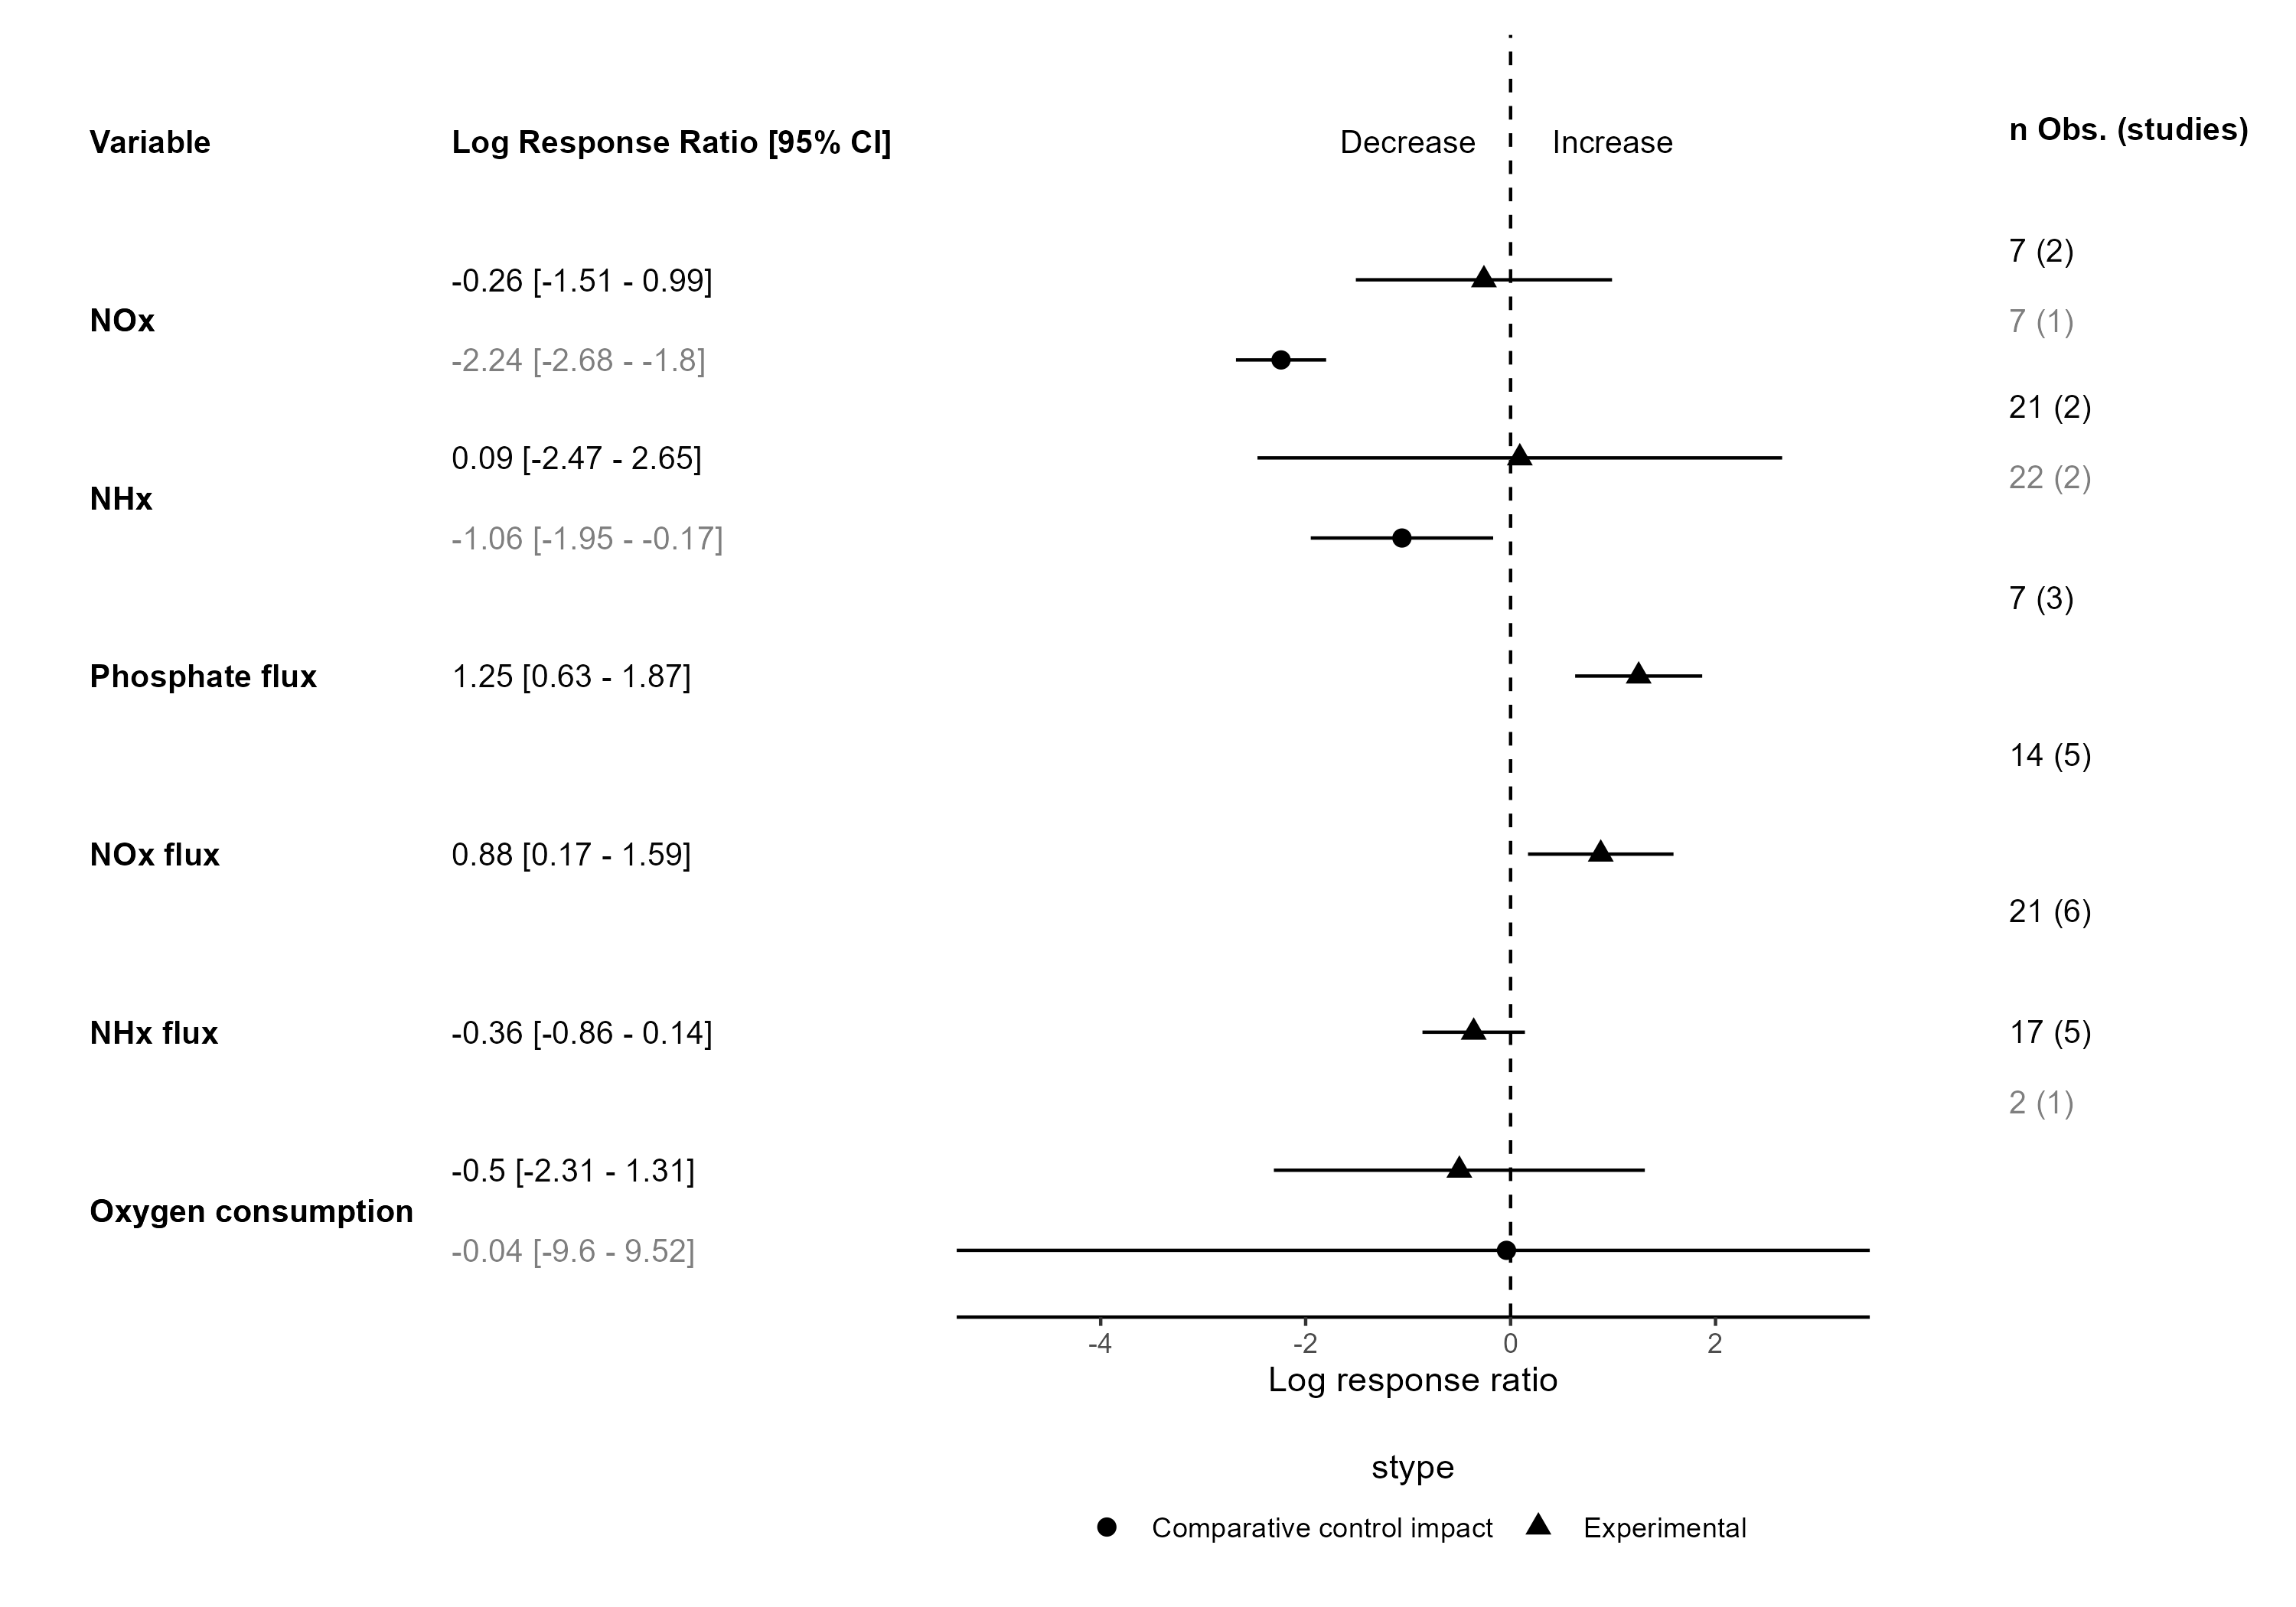 Variable
Log Response Ratio [95% CI]
Decrease
Increase
n Obs. (studies)
7 (2)
-0.26 [-1.51 - 0.99]
NOx
7 (1)
-2.24 [-2.68 - -1.8]
21 (2)
0.09 [-2.47 - 2.65]
22 (2)
NHx
-1.06 [-1.95 - -0.17]
7 (3)
Phosphate flux
1.25 [0.63 - 1.87]
14 (5)
NOx flux
0.88 [0.17 - 1.59]
21 (6)
NHx flux
-0.36 [-0.86 - 0.14]
17 (5)
2 (1)
-0.5 [-2.31 - 1.31]
Oxygen consumption
-0.04 [-9.6 - 9.52]
-4
-2
0
2
Log response ratio
stype
Comparative control impact
Experimental